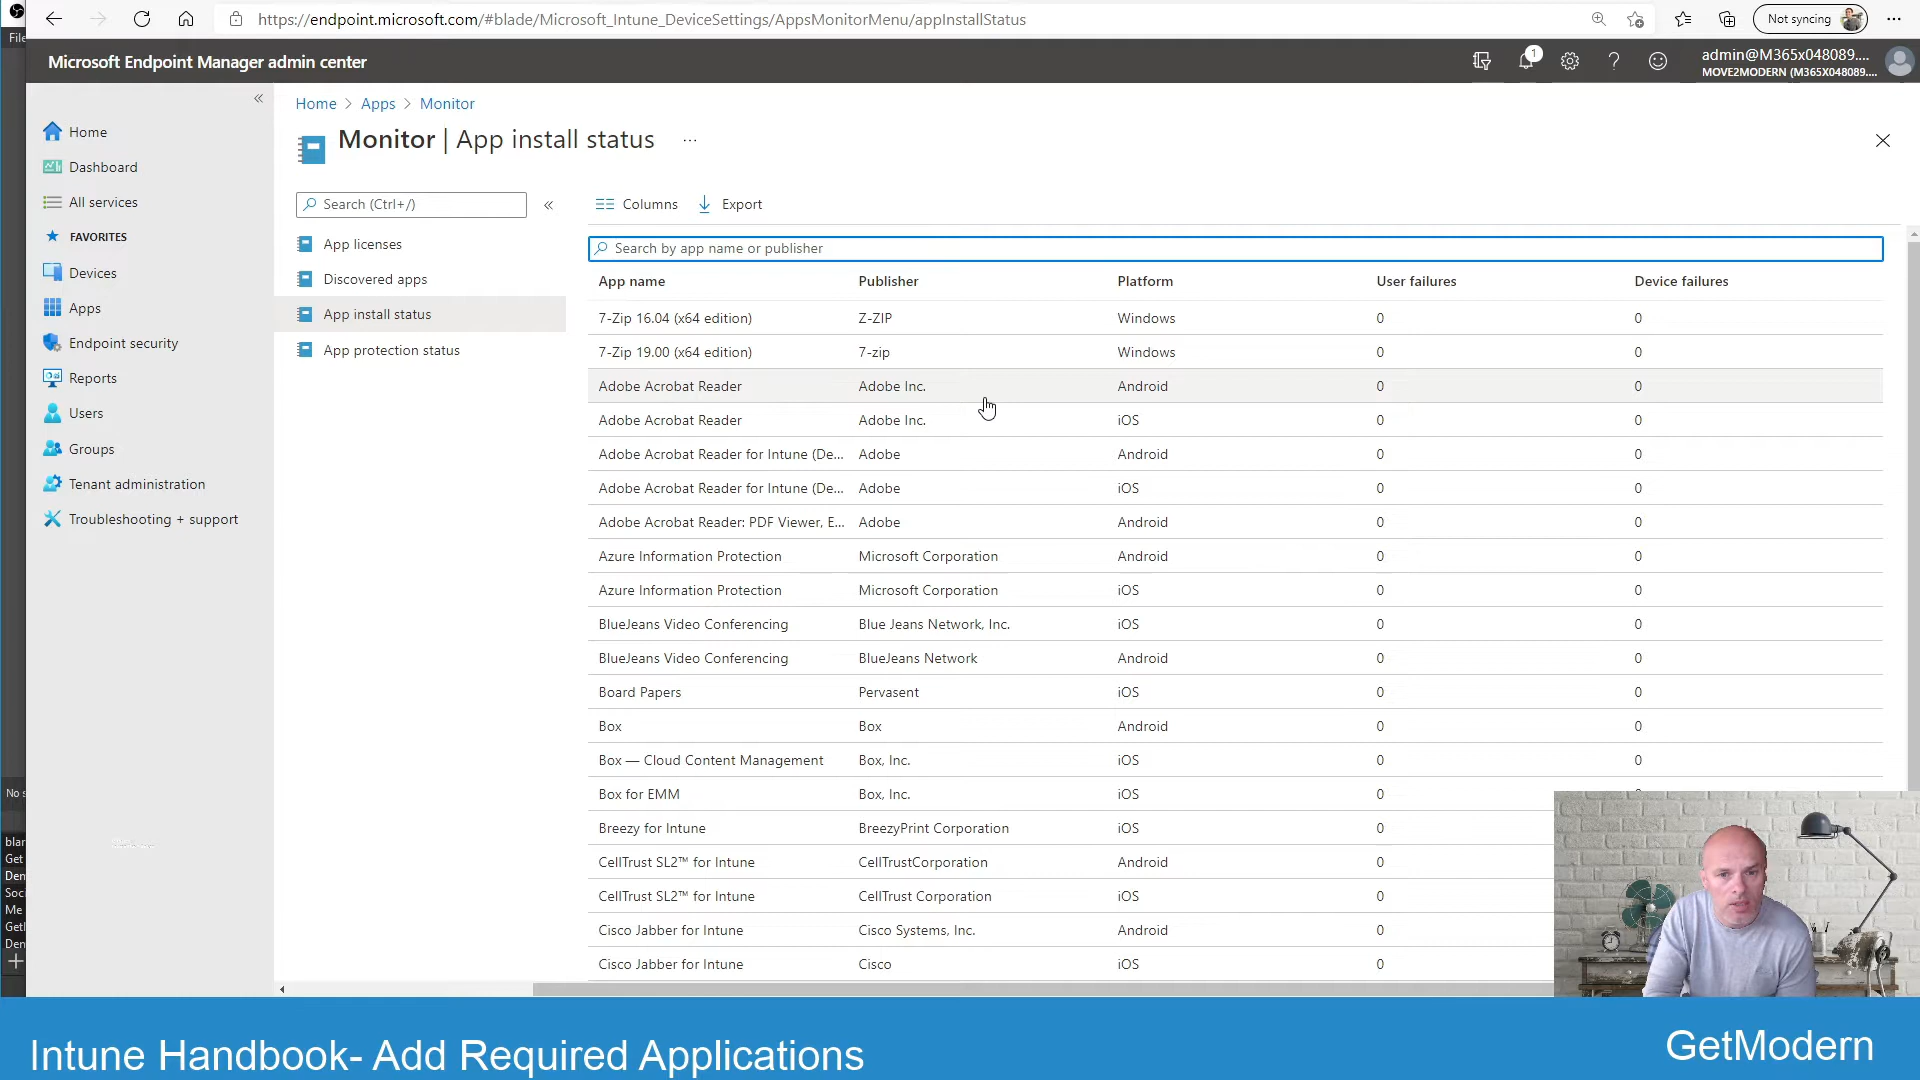 https://endpoint.microsoft.com/#blade/Microsoft_Intune_DeviceSettings/AppsMonitorMenu/appInstallStatus
Not syncing
File
Microsoft Endpoint Manager admin center
1
admin@M365x048089....
MOVE2MODERN (M365X048089....
Home > Apps > Monitor
Monitor | App install status ...
Home
Dashboard
All services
FAVORITES
Devices
Apps
Endpoint security
Reports
Users
Groups
Tenant administration
Troubleshooting + support
Search (Ctrl+/)
App licenses
Discovered apps
App install status
App protection status
Columns Export
Search by app name or publisher
App name Publisher Platform User failures Device failures
7-Zip 16.04 (x64 edition) Z-ZIP Windows 0 0
7-Zip 19.00 (x64 edition) 7-zip Windows 0 0
Adobe Acrobat Reader Adobe Inc. Android 0 0
Adobe Acrobat Reader Adobe Inc. iOS 0 0
Adobe Acrobat Reader for Intune (De... Adobe Android 0 0
Adobe Acrobat Reader for Intune (De... Adobe iOS 0 0
Adobe Acrobat Reader: PDF Viewer, E... Adobe Android 0 0
Azure Information Protection Microsoft Corporation Android 0 0
Azure Information Protection Microsoft Corporation iOS 0 0
BlueJeans Video Conferencing Blue Jeans Network, Inc. iOS 0 0
BlueJeans Video Conferencing BlueJeans Network Android 0 0
Board Papers Pervasent iOS 0 0
Box Box Android 0 0
Box — Cloud Content Management Box, Inc. iOS 0 0
Box for EMM Box, Inc. iOS 0
Breezy for Intune BreezyPrint Corporation iOS 0
CellTrust SL2™ for Intune CellTrustCorporation Android 0
CellTrust SL2™ for Intune CellTrust Corporation iOS 0
Cisco Jabber for Intune Cisco Systems, Inc. Android 0
Cisco Jabber for Intune Cisco iOS 0
No s
blan
Get
Den
Soci
Me
Getl
Den
Intune Handbook- Add Required Applications
GetModern